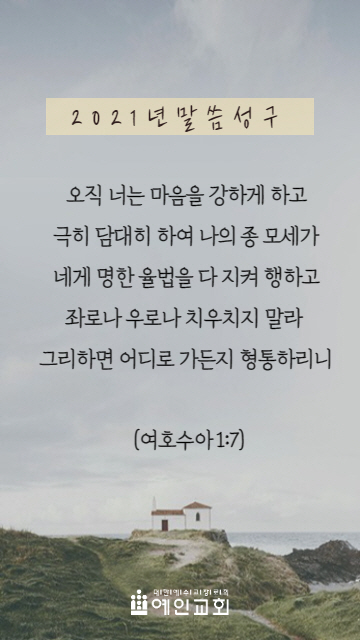 2021년말씀성구
오직 너는 마음을 강하게 하고
극히 담대히 하여 나의 종 모세가
네게 명한 율법을 다 지켜 행하고
좌로나 우로나 치우치지 말라
그리하면 어디로 가든지 형통하리니
(여호수아 1:7)
예인교회